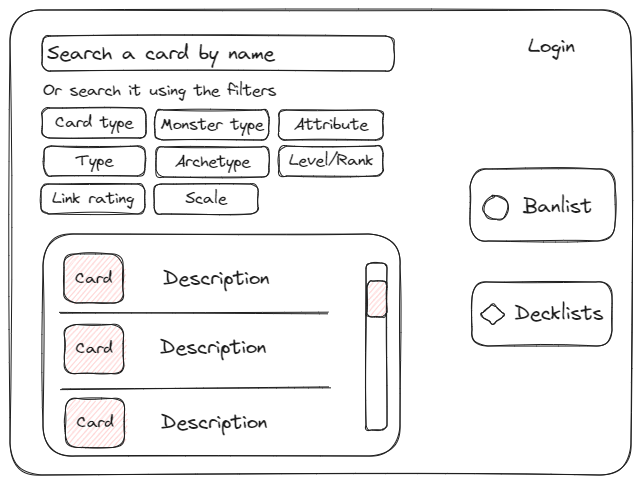 Search a card by name
Login
Or search it using the filters
Card type
Monster type
Attribute
Type
Archetype
Level/Rank
Link rating
Scale
Banlist
Decklists
Card
Description
Card
Description
Card
Description